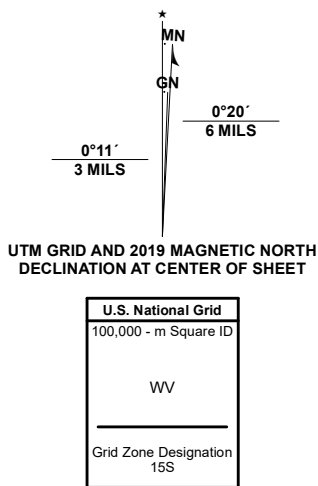 ★
MN
GN
0°20´
6 MILS
0°11´
3 MILS
UTM GRID AND 2019 MAGNETIC NORTH
DECLINATION AT CENTER OF SHEET
U.S. National Grid
100,000 - m Square ID
WV
Grid Zone Designation
15S